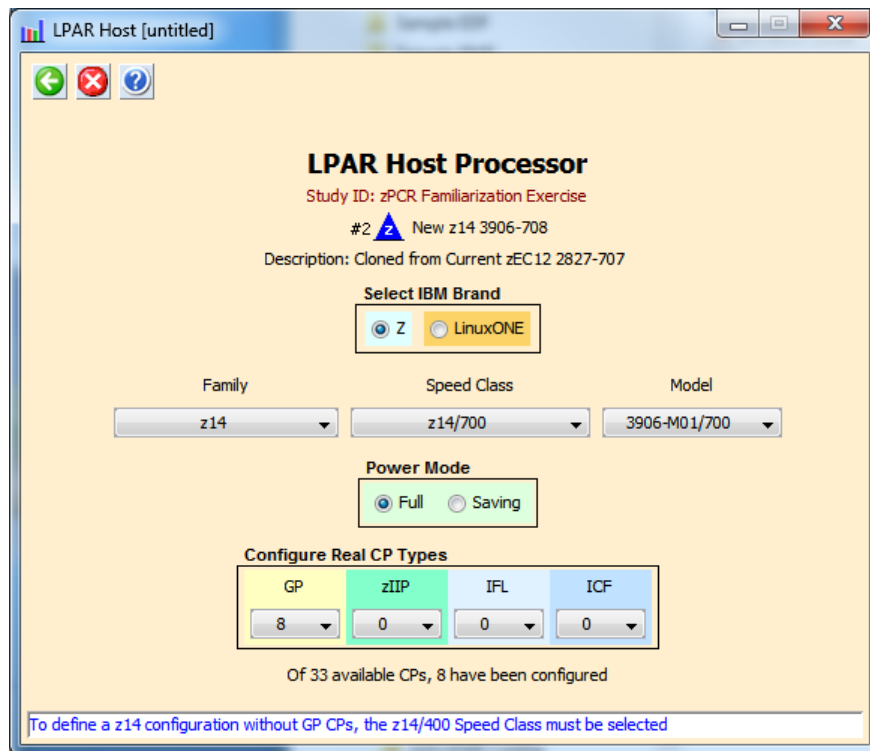 LPAR Host [untitled]
LPAR Host Processor
Study ID: zPCR Familiarization Exercise
#2 z New z14 3906-708
Description: Cloned from Current zEC12 2827-707
Select IBM Brand
Z LinuxONE
Family Speed Class Model
z14 z14/700 3906-M01/700
Power Mode
Full Saving
Configure Real CP Types
GP zIIP IFL ICF
8 0 0 0
Of 33 available CPs, 8 have been configured
To define a z14 configuration without GP CPs, the z14/400 Speed Class must be selected